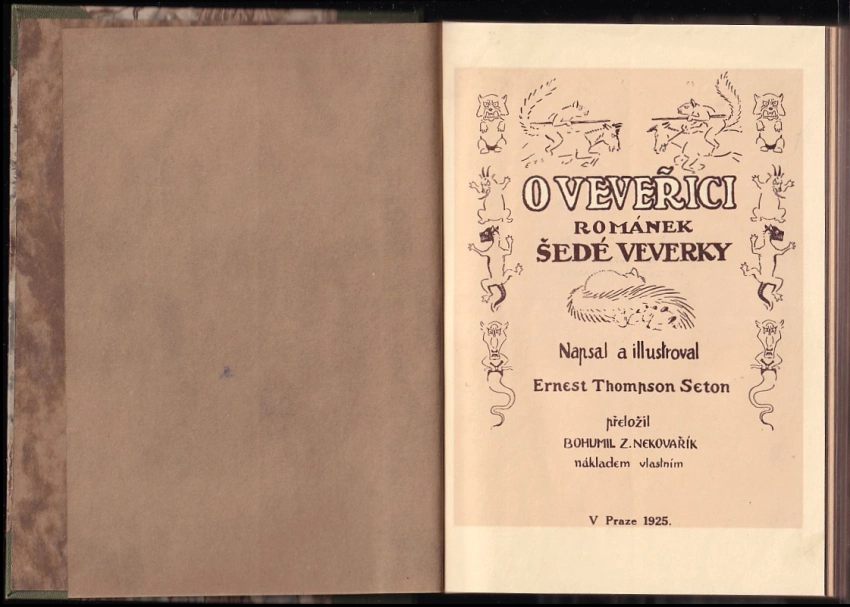 O VEVEŘICI
ROMÁNEK
ŠEDÉ VEVERKY
Napsal a illustroval
Ernest Thompson Seton
přeložil
BOHUMIL Z. NEKOVAŘÍK
nákladem vlastním
V Praze 1925.